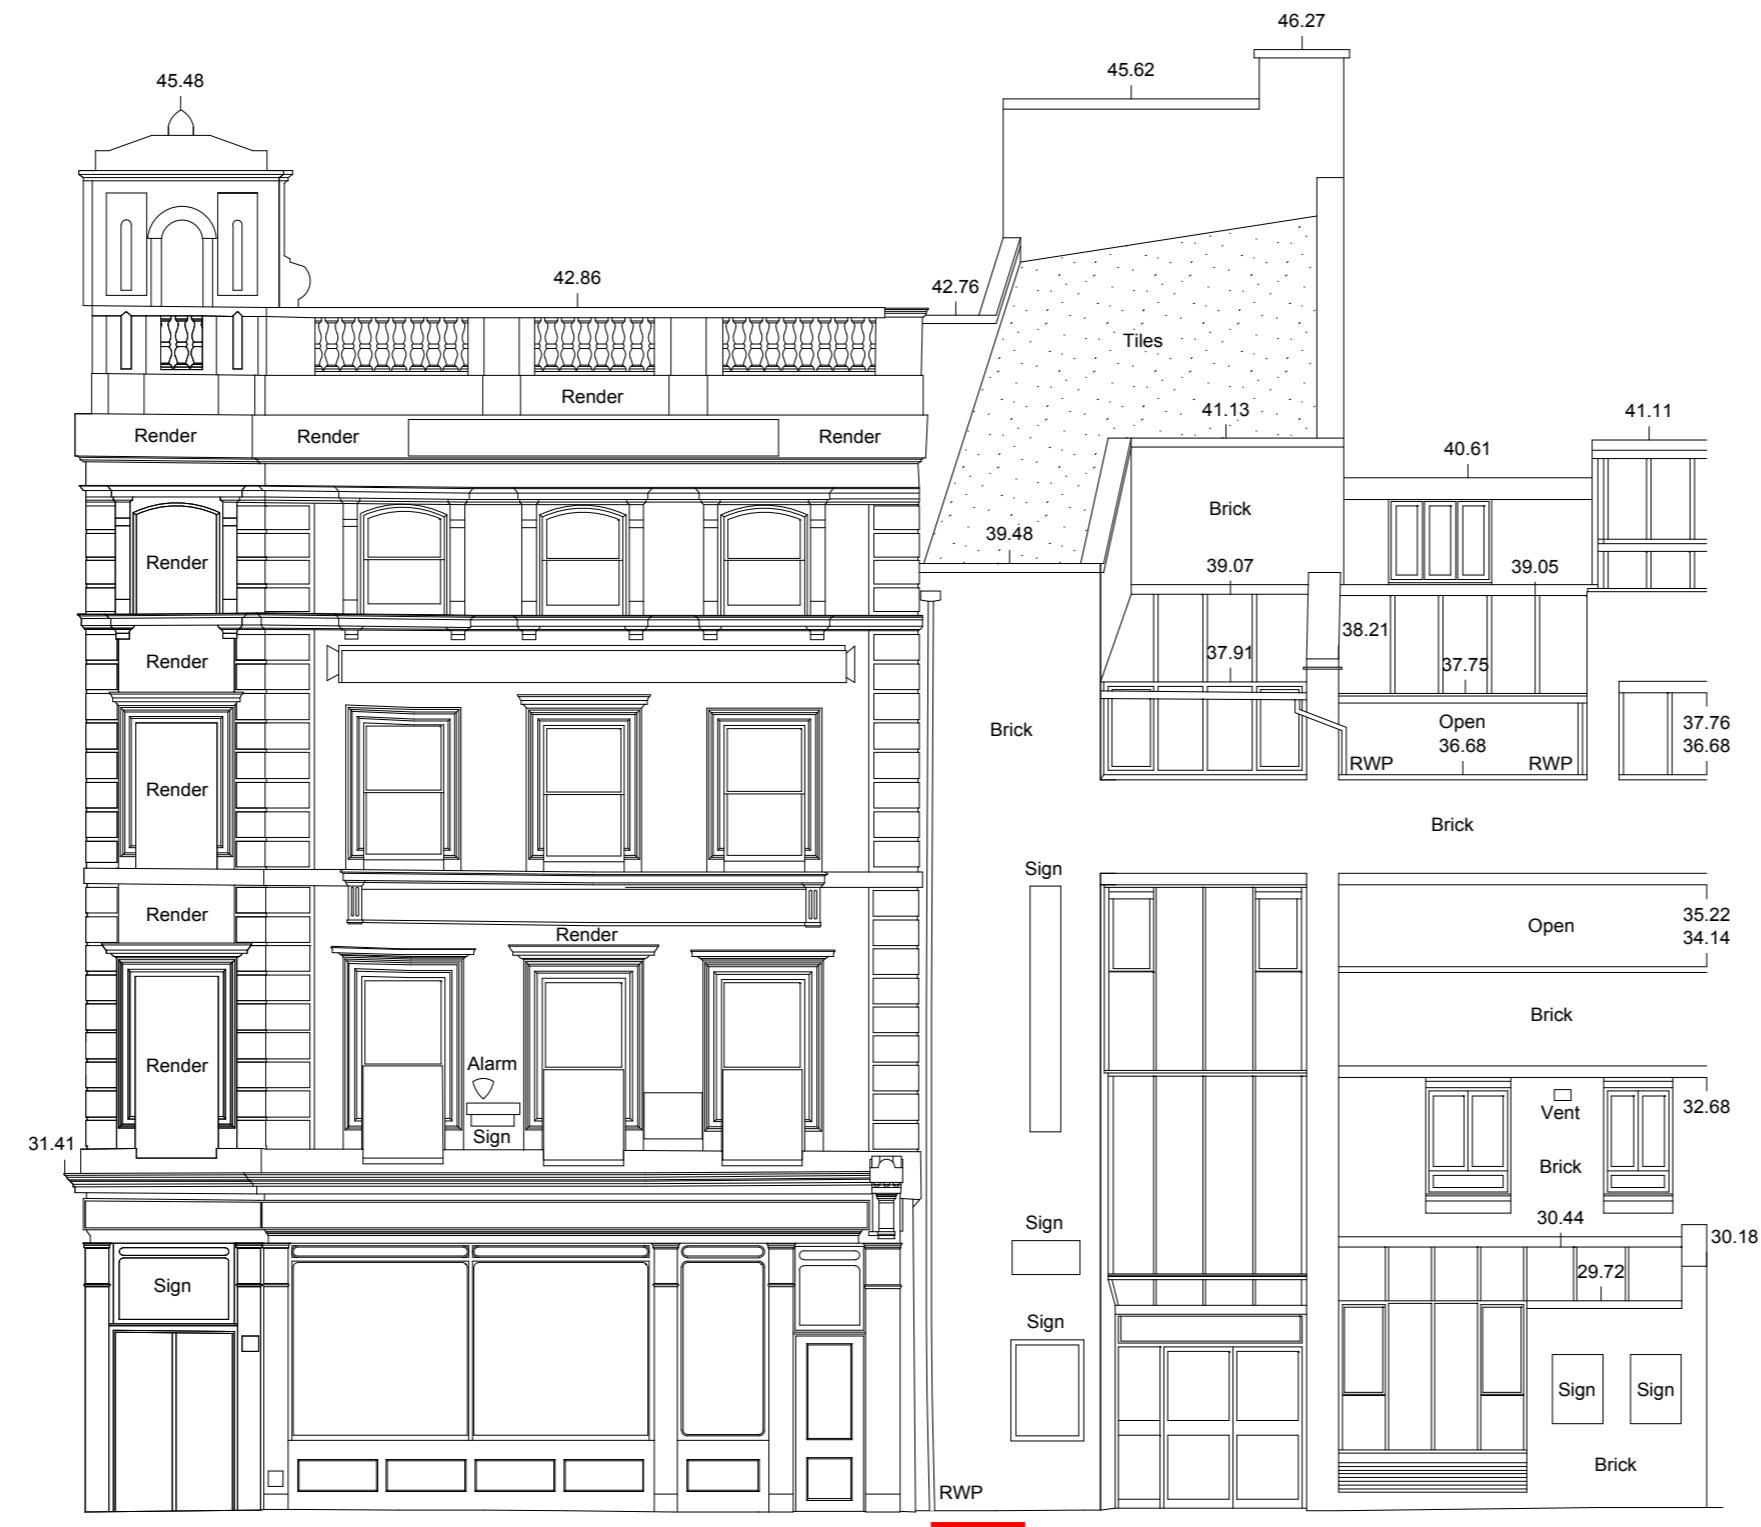 46.27
45.62
45.48
42.86
42.76
Tiles
Render
41.13
41.11
Render
Render
Render
40.61
Brick
39.48
Render
39.07
39.05
38.21
Render
37.91
37.75
Brick
Open
37.76
36.68
36.68
RWP
RWP
Render
Brick
Sign
Render
Open
35.22
34.14
Render
Brick
Alarm
Render
Vent
32.68
Sign
31.41
Brick
30.44
Sign
30.18
29.72
Sign
Sign
Sign
Sign
Brick
RWP